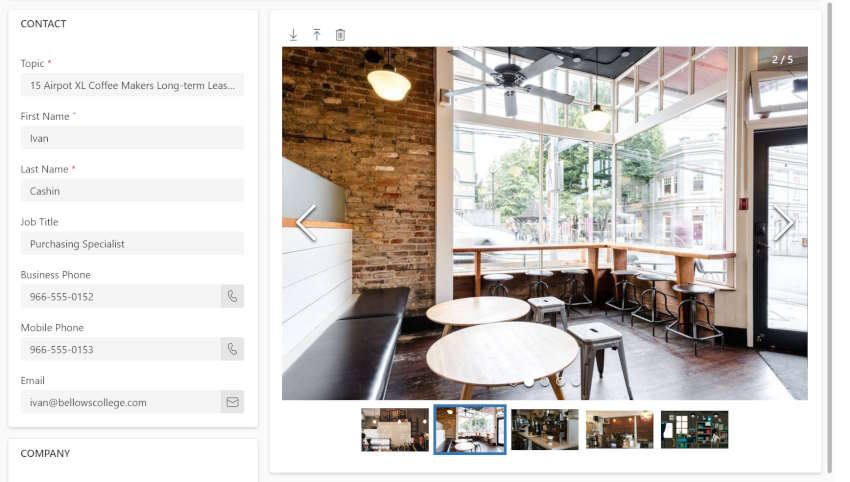 CONTACT
Topic *
15 Airpot XL Coffee Makers Long-term Leas...
First Name *
Ivan
Last Name *
Cashin
Job Title
Purchasing Specialist
Business Phone
966-555-0152
Mobile Phone
966-555-0153
Email
ivan@bellowscollege.com
COMPANY
2 / 5